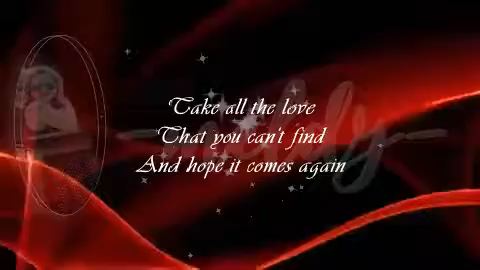 Take all the love
That you can't find
And hope it comes again